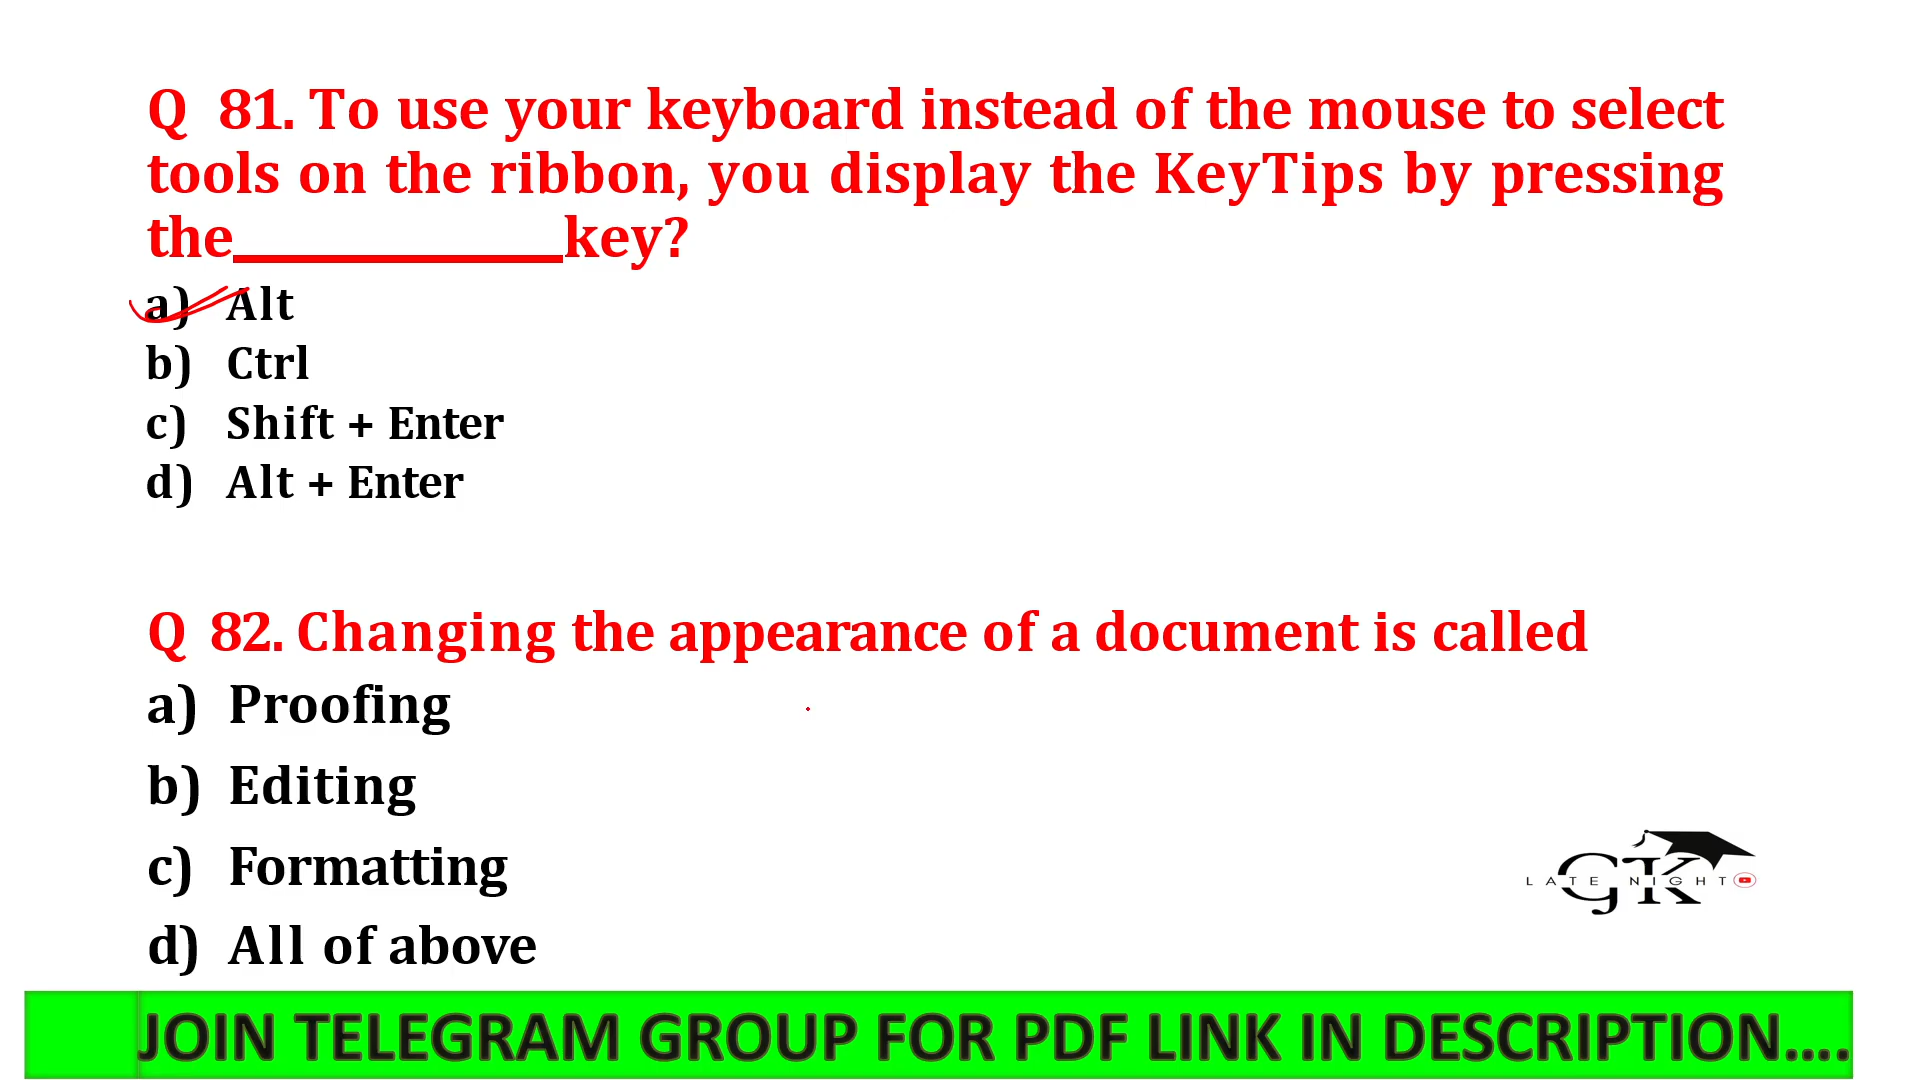 Q 81. To use your keyboard instead of the mouse to select
tools on the ribbon, you display the KeyTips by pressing
the____________key?
a) Alt
b) Ctrl
c) Shift + Enter
d) Alt + Enter
Q 82. Changing the appearance of a document is called
a) Proofing
b) Editing
c) Formatting
d) All of above
GK
LATE NIGHT
JOIN TELEGRAM GROUP FOR PDF LINK IN DESCRIPTION....